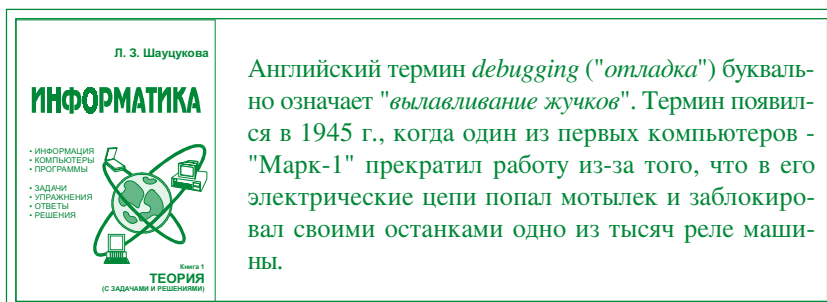 Л. З. Шауцукова
ИНФОРМАТИКА
• ИНФОРМАЦИЯ
• КОМПЬЮТЕРЫ
• ПРОГРАММЫ
• ЗАДАЧИ
• УПРАЖНЕНИЯ
• ОТВЕТЫ
• РЕШЕНИЯ
Книга 1
ТЕОРИЯ
(С ЗАДАЧАМИ И РЕШЕНИЯМИ)
Английский термин debugging ("отладка") букваль-
но означает "вылавливание жучков". Термин появил-
ся в 1945 г., когда один из первых компьютеров -
"Марк-1" прекратил работу из-за того, что в его
электрические цепи попал мотылек и заблокиро-
вал своими останками одно из тысяч реле маши-
ны.